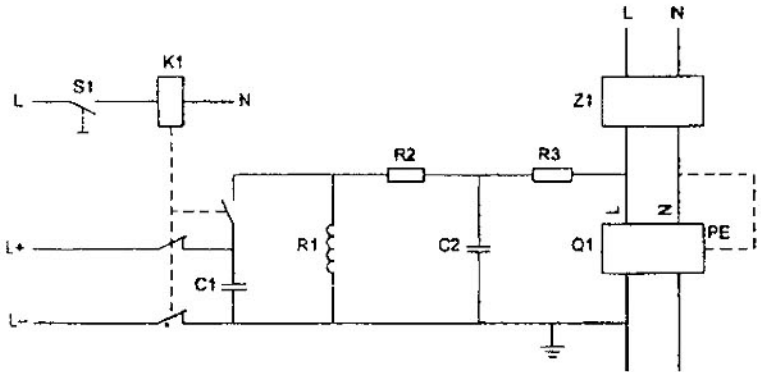 L N
K1
S1
L N
Z1
R2 R3
L N
L+ R1 C2 Q1 PE
C1
L-